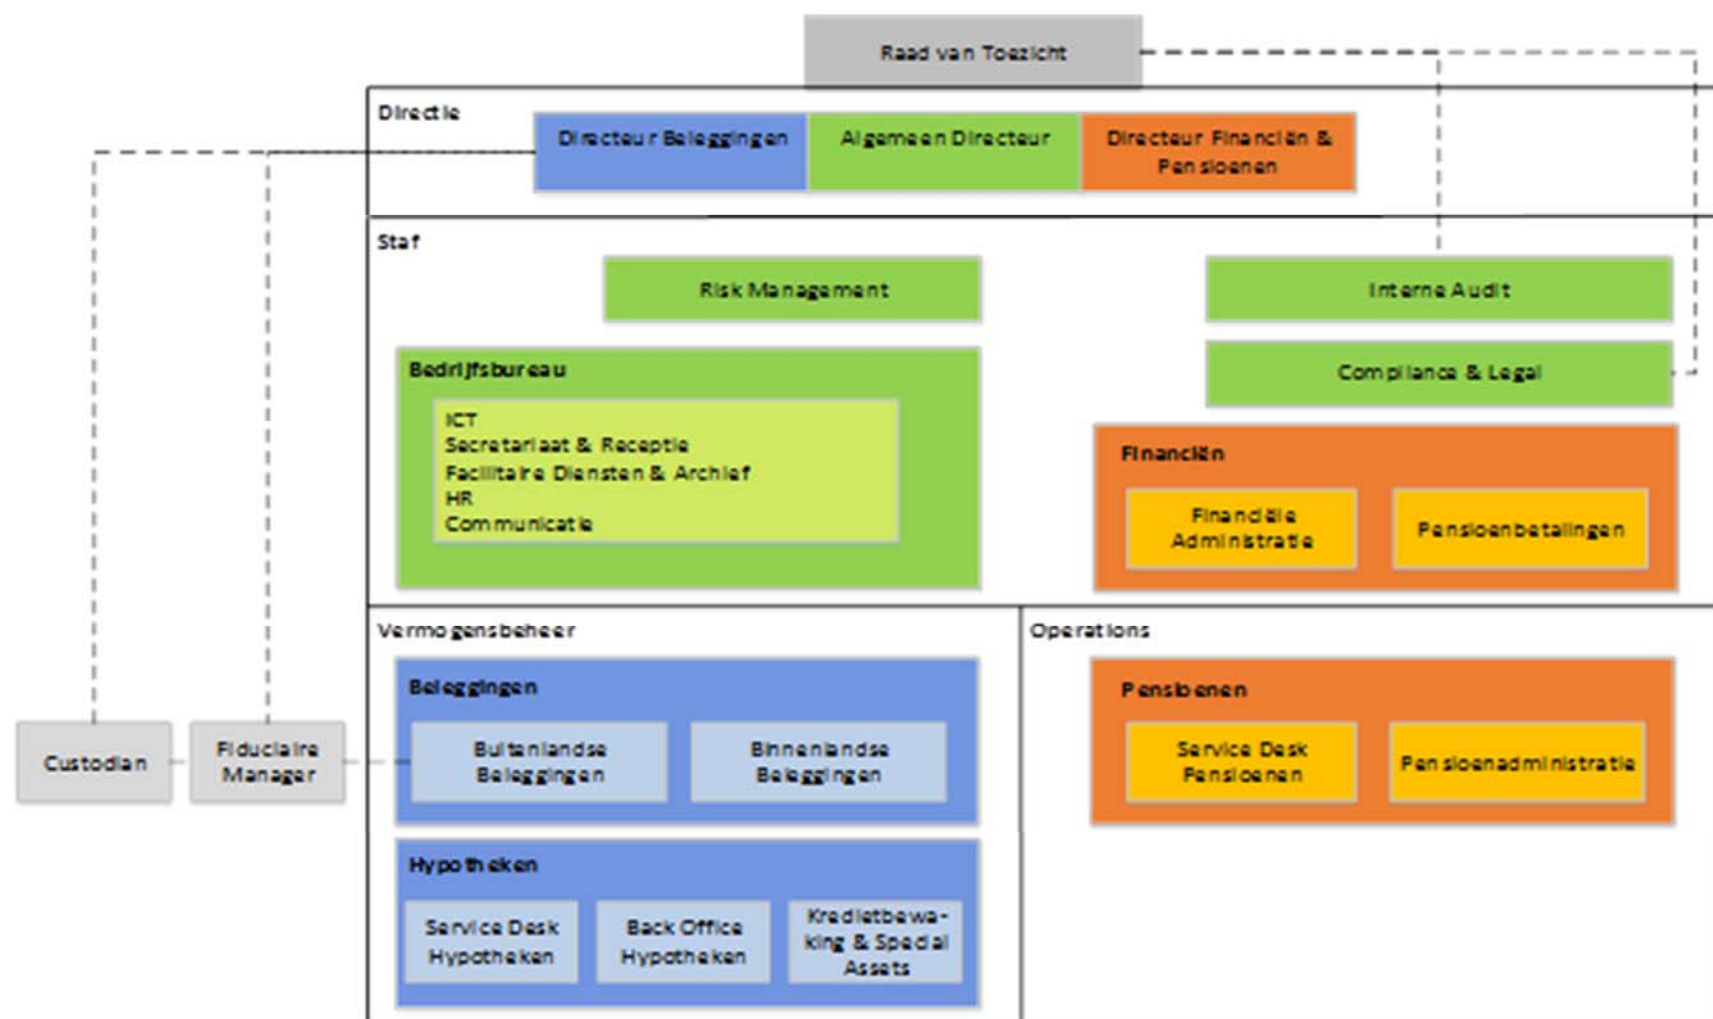 Raad van Toezicht
Directie
Directeur Beleggingen
Algemeen Directeur
Directeur Financiën &
Pensioenen
Staf
Risk Management
Interne Audit
Compliance & Legal
Bedrijfsbureau
ICT
Secretariaat & Receptie
Facilitaire Diensten & Archief
HR
Communicatie
Financiën
Financiële
Administratie
Pensioenbetalingen
Vermogensbeheer
Beleggingen
Buitenlandse
Beleggingen
Binnenlandse
Beleggingen
Custodian
Fiduciaire
Manager
Hypotheken
Service Desk
Hypotheken
Back Office
Hypotheken
Kredietbewa-
king & Special
Assets
Operations
Pensioenen
Service Desk
Pensioenen
Pensioenadministratie